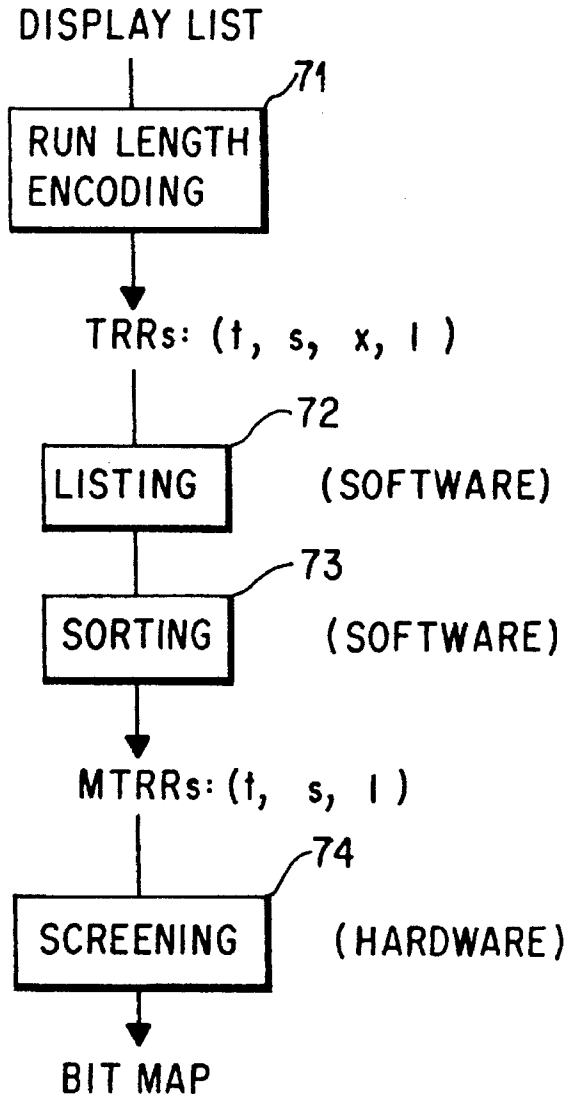 DISPLAY LIST
71
RUN LENGTH
ENCODING
TRRs: (t, s, x, l )
72
LISTING (SOFTWARE)
73
SORTING (SOFTWARE)
MTRRs: (t, s, l )
74
SCREENING (HARDWARE)
BIT MAP